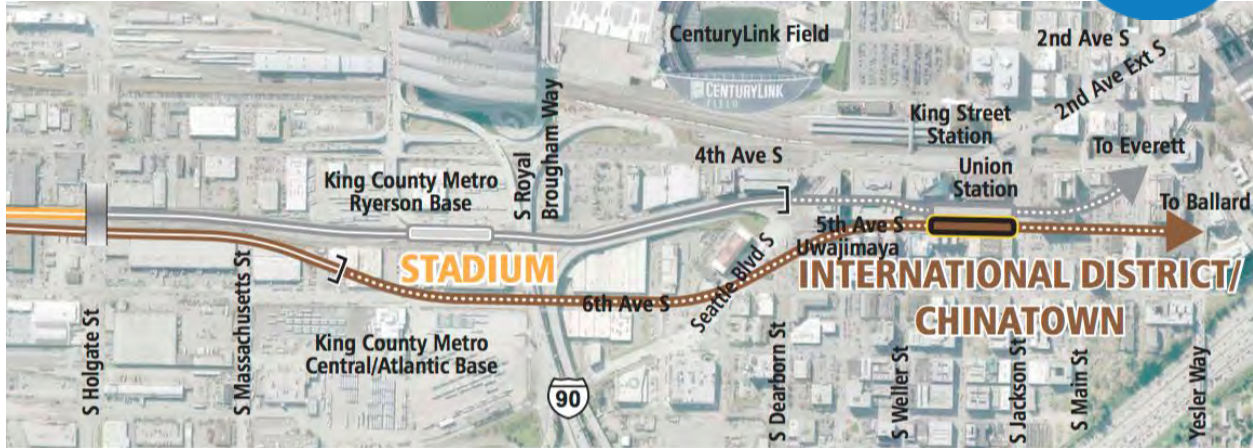 CenturyLink Field
2nd Ave S
2nd Ave Ext S
CENTURYLINK
FIELD
King Street
Station
To Everett
4th Ave S
Union
Station
S Royal
Brougham Way
King County Metro
Ryerson Base
To Ballard
5th Ave S
Uwajimaya
STADIUM
INTERNATIONAL DISTRICT/
CHINATOWN
6th Ave S
Seattle Blvd S
King County Metro
Central/Atlantic Base
90
S Holgate St
S Massachusetts St
S Dearborn St
S Weller St
S Jackson St
S Main St
Yesler Way